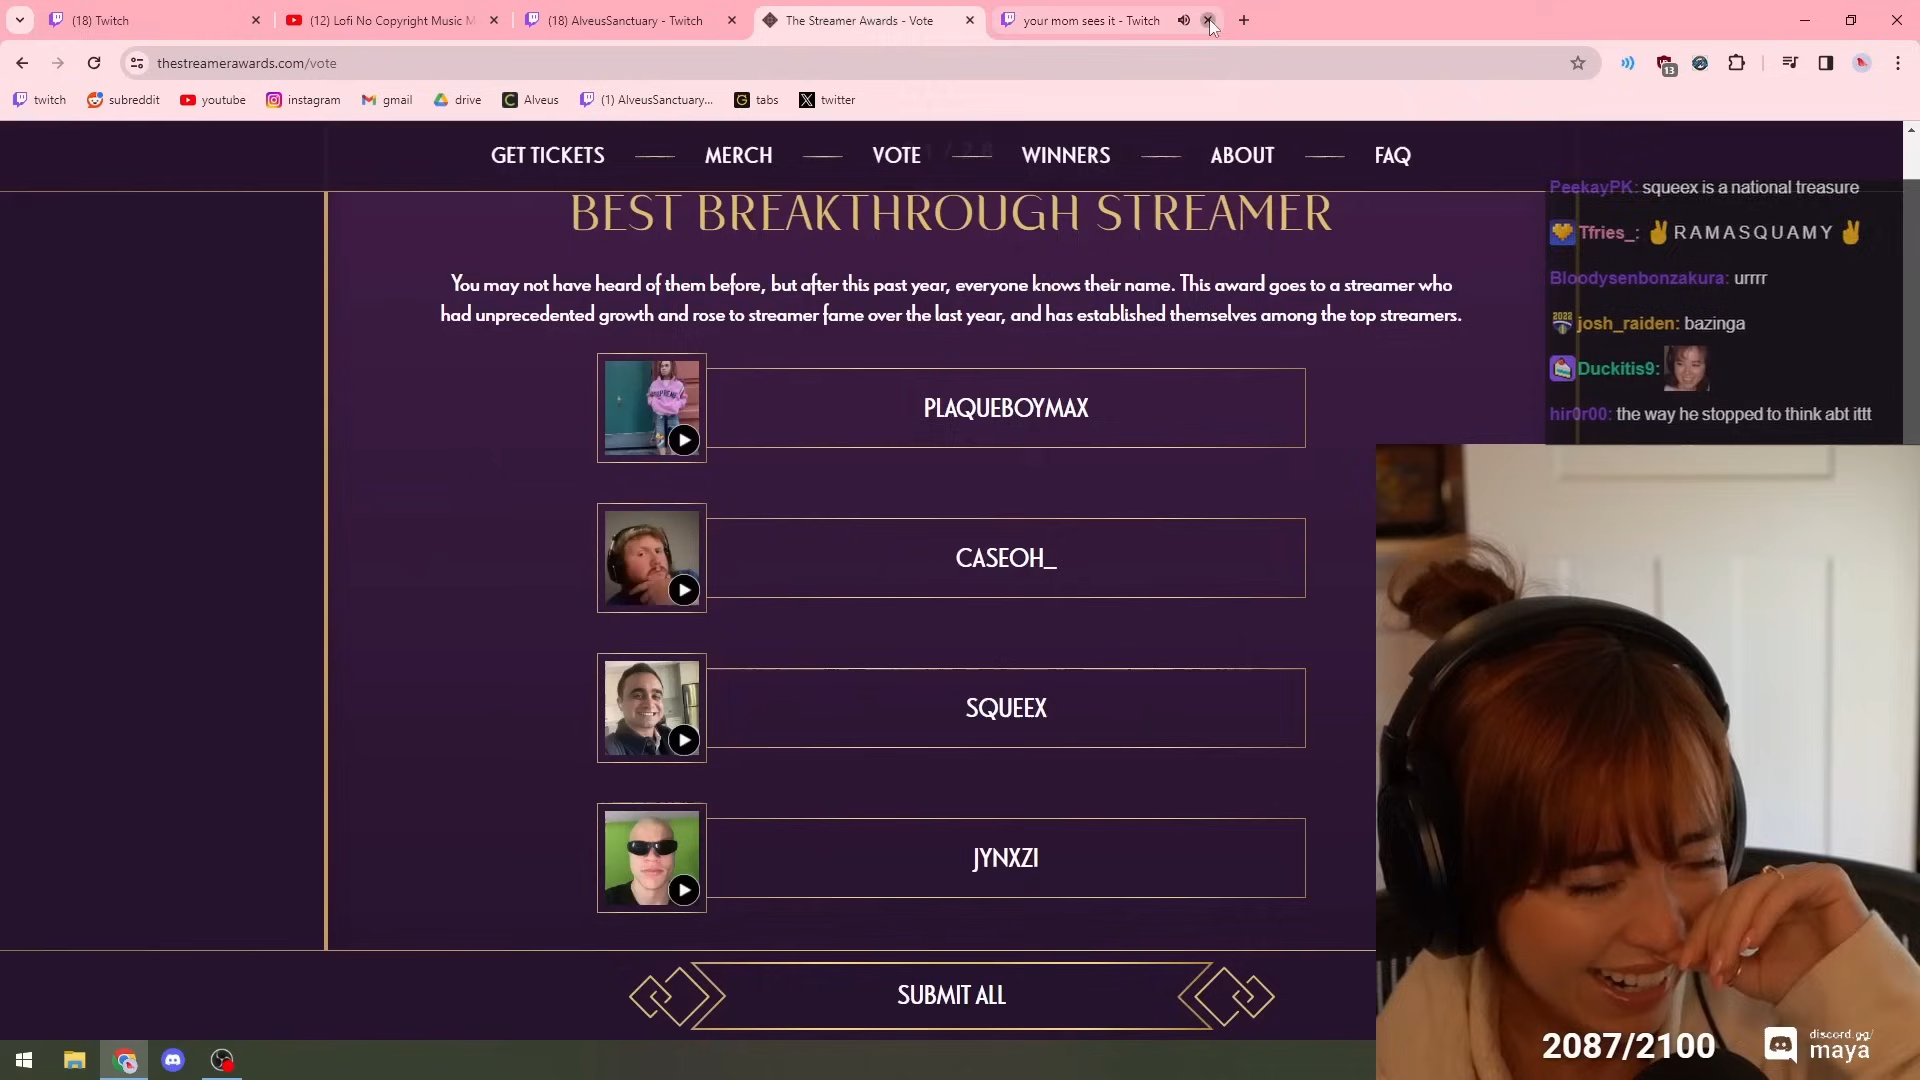 (18) Twitch
(12) Lofi No Copyright Music M
(18) AlveusSanctuary - Twitch
The Streamer Awards - Vote
your mom sees it - Twitch
thestreamerawards.com/vote
13
twitch
subreddit
youtube
instagram
gmail
drive
Alveus
(1) AlveusSanctuary...
tabs
twitter
GET TICKETS
MERCH
VOTE
WINNERS
ABOUT
FAQ
BEST BREAKTHROUGH STREAMER
You may not have heard of them before, but after this past year, everyone knows their name. This award goes to a streamer who
had unprecedented growth and rose to streamer fame over the last year, and has established themselves among the top streamers.
PLAQUEBOYMAX
CASEOH_
SQUEEX
JYNXZI
SUBMIT ALL
PeekayPK: squeex is a national treasure
Tfries_: ✌ R A M A S Q U A M Y ✌
Bloodysenbonzakura: urrrr
2022 josh_raiden: bazinga
Duckitis9:
hir0r00: the way he stopped to think abt ittt
2087/2100
discord.gg/
maya